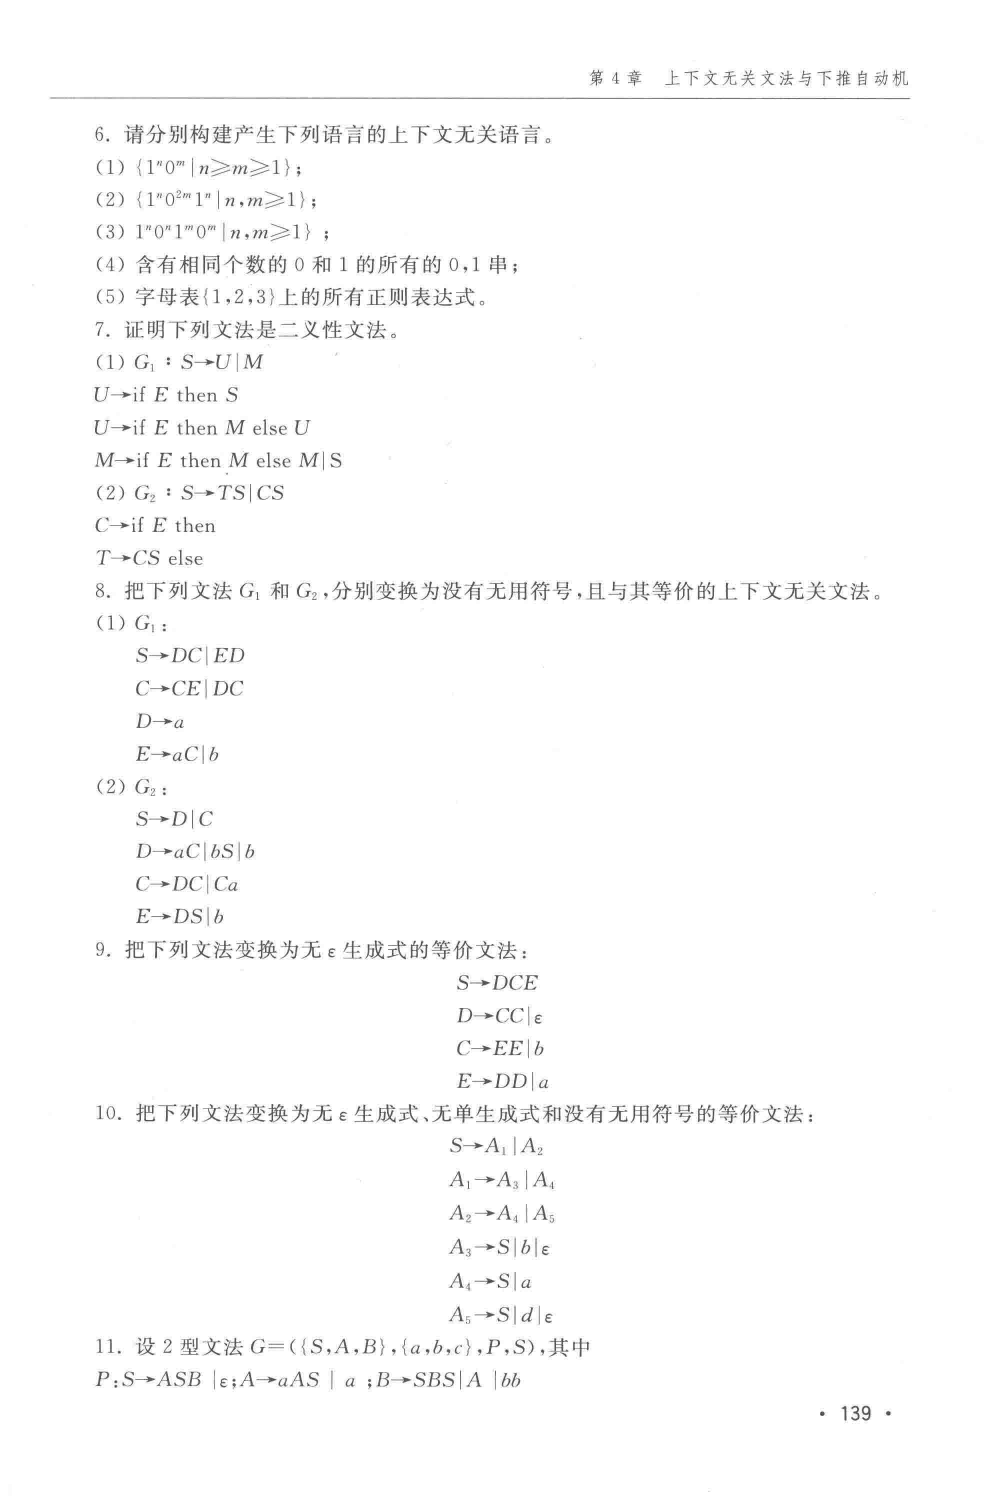 第 4 章 上下文无关文法与下推自动机
6. 请分别构建产生下列语言的上下文无关语言。
(1) {1ⁿ0ᵐ|n⩾m⩾1};
(2) {1ⁿ0²ᵐ1ⁿ|n,m⩾1};
(3) 1ⁿ0ⁿ1ᵐ0ᵐ|n,m⩾1} ;
(4) 含有相同个数的 0 和 1 的所有的 0,1 串;
(5) 字母表{1,2,3}上的所有正则表达式。
7. 证明下列文法是二义性文法。
(1) G₁ : S→U|M
U→if E then S
U→if E then M else U
M→if E then M else M|S
(2) G₂ : S→TS|CS
C→if E then
T→CS else
8. 把下列文法 G₁ 和 G₂,分别变换为没有无用符号,且与其等价的上下文无关文法。
(1) G₁:
S→DC|ED
C→CE|DC
D→a
E→aC|b
(2) G₂:
S→D|C
D→aC|bS|b
C→DC|Ca
E→DS|b
9. 把下列文法变换为无 ε 生成式的等价文法:
S→DCE
D→CC|ε
C→EE|b
E→DD|a
10. 把下列文法变换为无 ε 生成式、无单生成式和没有无用符号的等价文法:
S→A₁|A₂
A₁→A₃|A₄
A₂→A₄|A₅
A₃→S|b|ε
A₄→S|a
A₅→S|d|ε
11. 设 2 型文法 G=({S,A,B},{a,b,c},P,S),其中
P:S→ASB |ε;A→aAS | a ;B→SBS|A |bb
· 139 ·